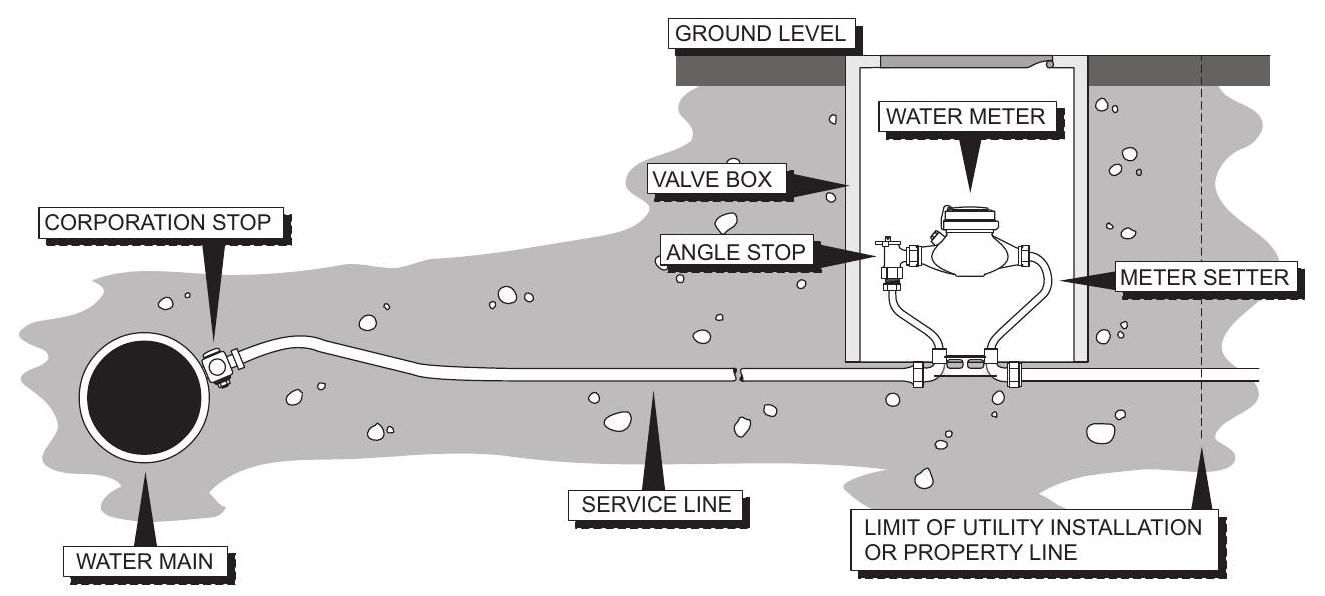 GROUND LEVEL
WATER METER
VALVE BOX
CORPORATION STOP
ANGLE STOP
METER SETTER
SERVICE LINE
LIMIT OF UTILITY INSTALLATION
OR PROPERTY LINE
WATER MAIN